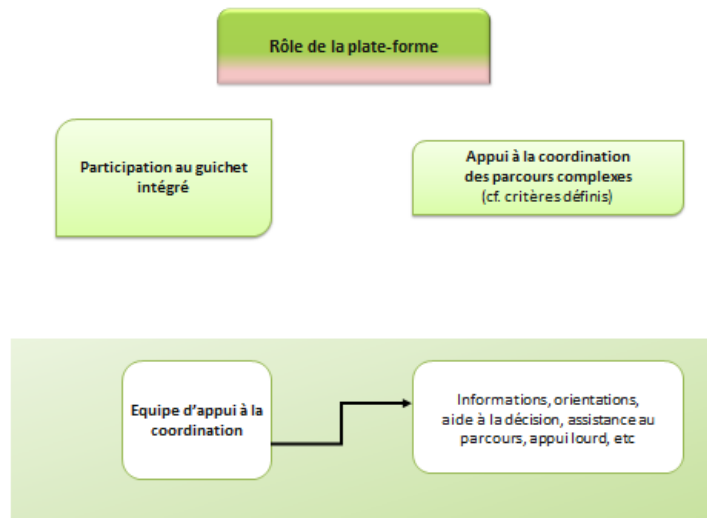 Rôle de la plate-forme
Participation au guichet
intégré
Appui à la coordination
des parcours complexes
(cf. critères définis)
Equipe d'appui à la
coordination
Informations, orientations,
aide à la décision, assistance au
parcours, appui lourd, etc